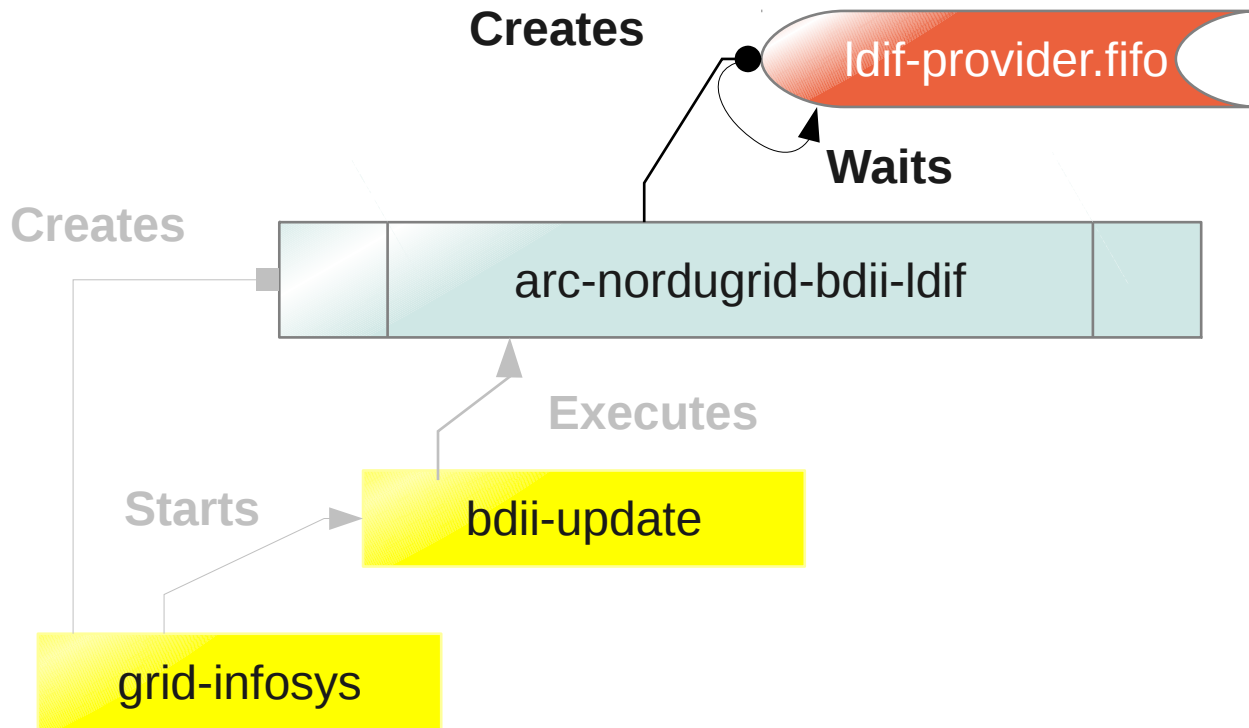 Creates
ldif-provider.fifo
Waits
Creates
arc-nordugrid-bdii-ldif
Executes
Starts
bdii-update
grid-infosys